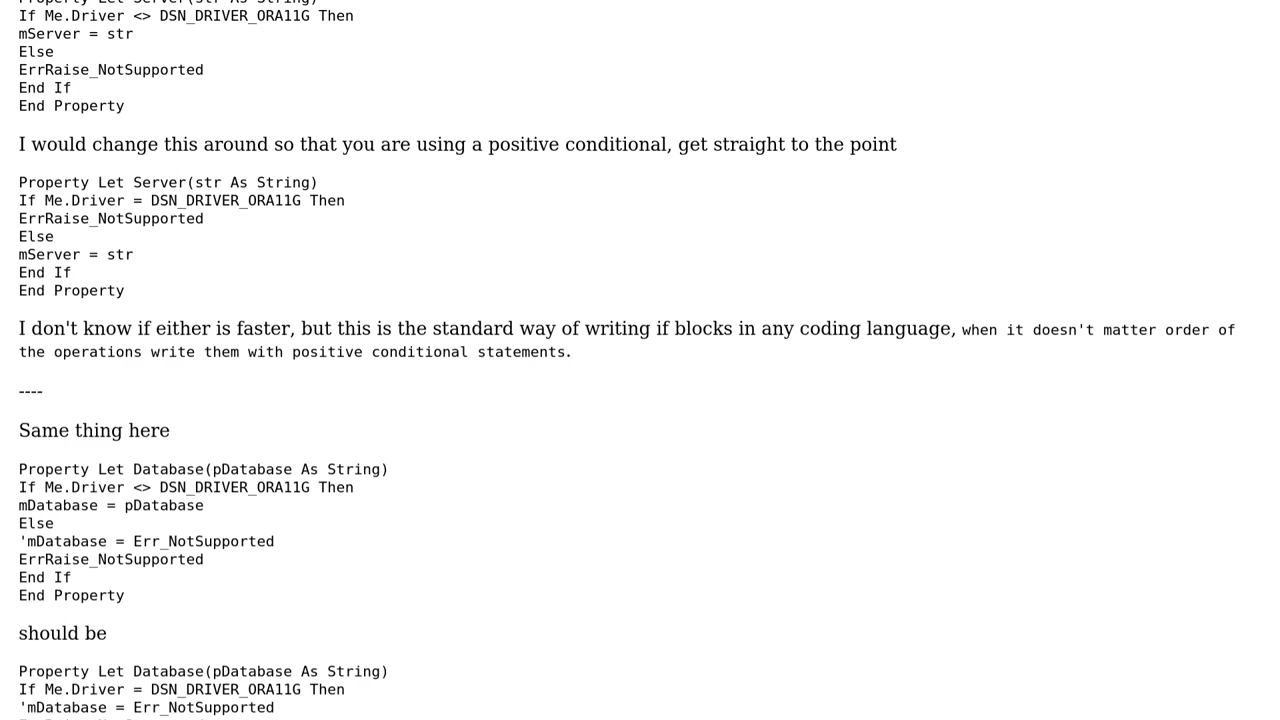 Property Let Server(str As String)
If Me.Driver <> DSN_DRIVER_ORA11G Then
mServer = str
Else
ErrRaise_NotSupported
End If
End Property
I would change this around so that you are using a positive conditional, get straight to the point
Property Let Server(str As String)
If Me.Driver = DSN_DRIVER_ORA11G Then
ErrRaise_NotSupported
Else
mServer = str
End If
End Property
I don't know if either is faster, but this is the standard way of writing if blocks in any coding language, when it doesn't matter order of
the operations write them with positive conditional statements.
----
Same thing here
Property Let Database(pDatabase As String)
If Me.Driver <> DSN_DRIVER_ORA11G Then
mDatabase = pDatabase
Else
'mDatabase = Err_NotSupported
ErrRaise_NotSupported
End If
End Property
should be
Property Let Database(pDatabase As String)
If Me.Driver = DSN_DRIVER_ORA11G Then
'mDatabase = Err_NotSupported